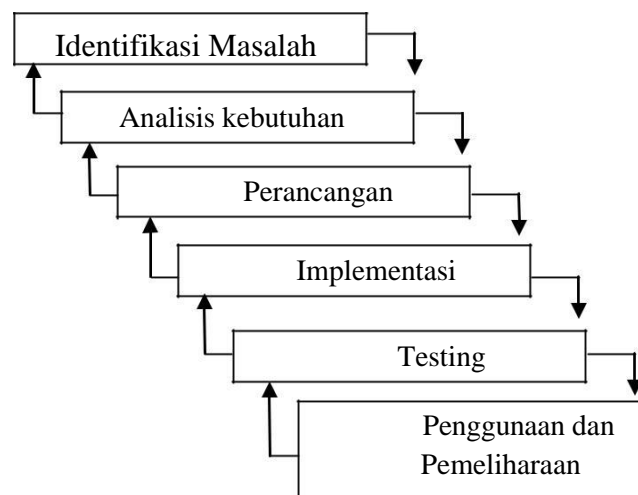 Identifikasi Masalah
Analisis kebutuhan
Perancangan
Implementasi
Testing
Penggunaan dan
Pemeliharaan